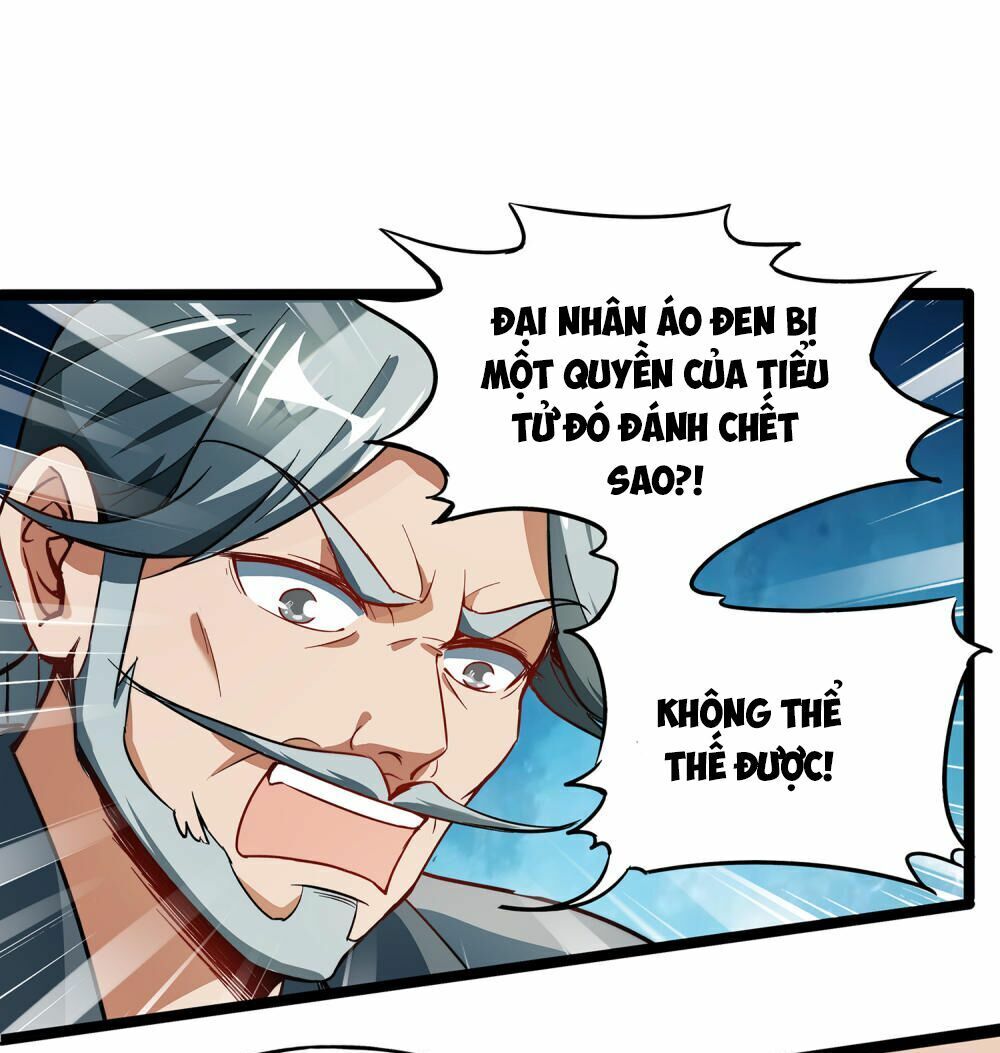 ĐẠI NHÂN ÁO ĐEN BỊ
MỘT QUYỀN CỦA TIỂU
TỬ ĐÓ ĐÁNH CHẾT
SAO?!
KHÔNG THỂ
THẾ ĐƯỢC!